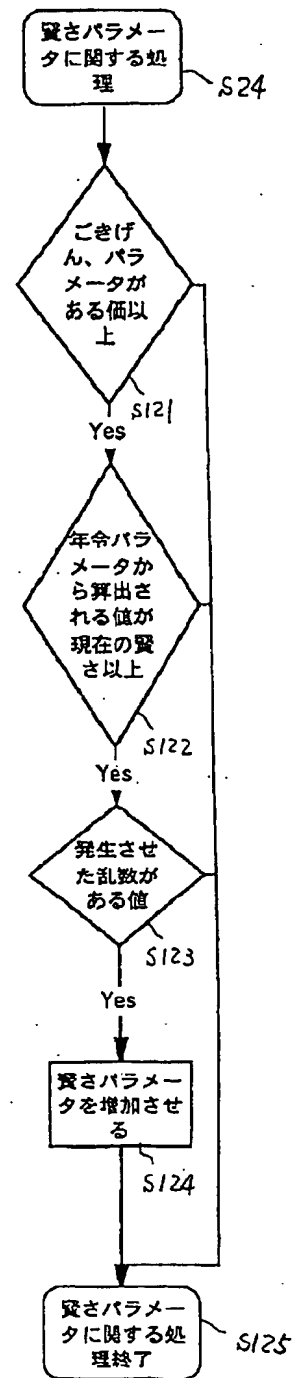 賢さパラメー
タに関する処
理
S24
ごきげ
ん、パラ
メータが
ある価以
上
S121
Yes
年令パラ
メータか
ら算出さ
れる値が
現在の賢
さ以上
S122
Yes
発生させ
た乱数が
ある値
S123
Yes
賢さパラメー
タを増加させ
る
S124
賢さパラメー
タに関する処
理終了
S125